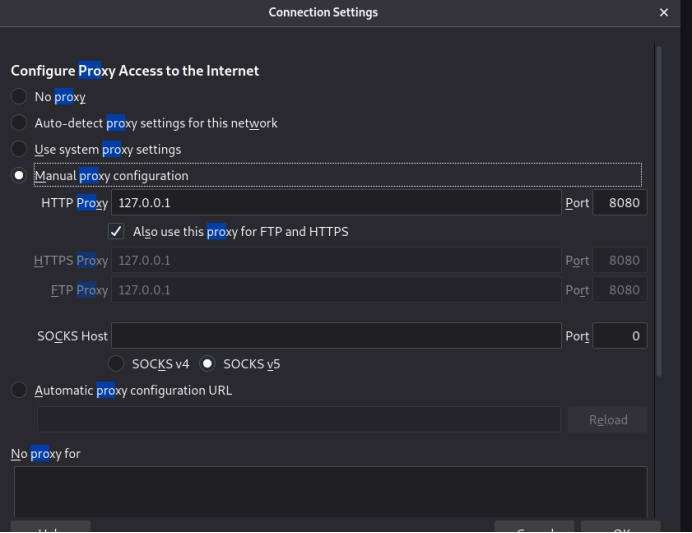 Connection Settings
Configure Proxy Access to the Internet
No proxy
Auto-detect proxy settings for this network
Use system proxy settings
Manual proxy configuration
HTTP Proxy 127.0.0.1 Port 8080
Also use this proxy for FTP and HTTPS
HTTPS Proxy 127.0.0.1 Port 8080
FTP Proxy 127.0.0.1 Port 8080
SOCKS Host Port 0
SOCKS v4 SOCKS v5
Automatic proxy configuration URL
Reload
No proxy for